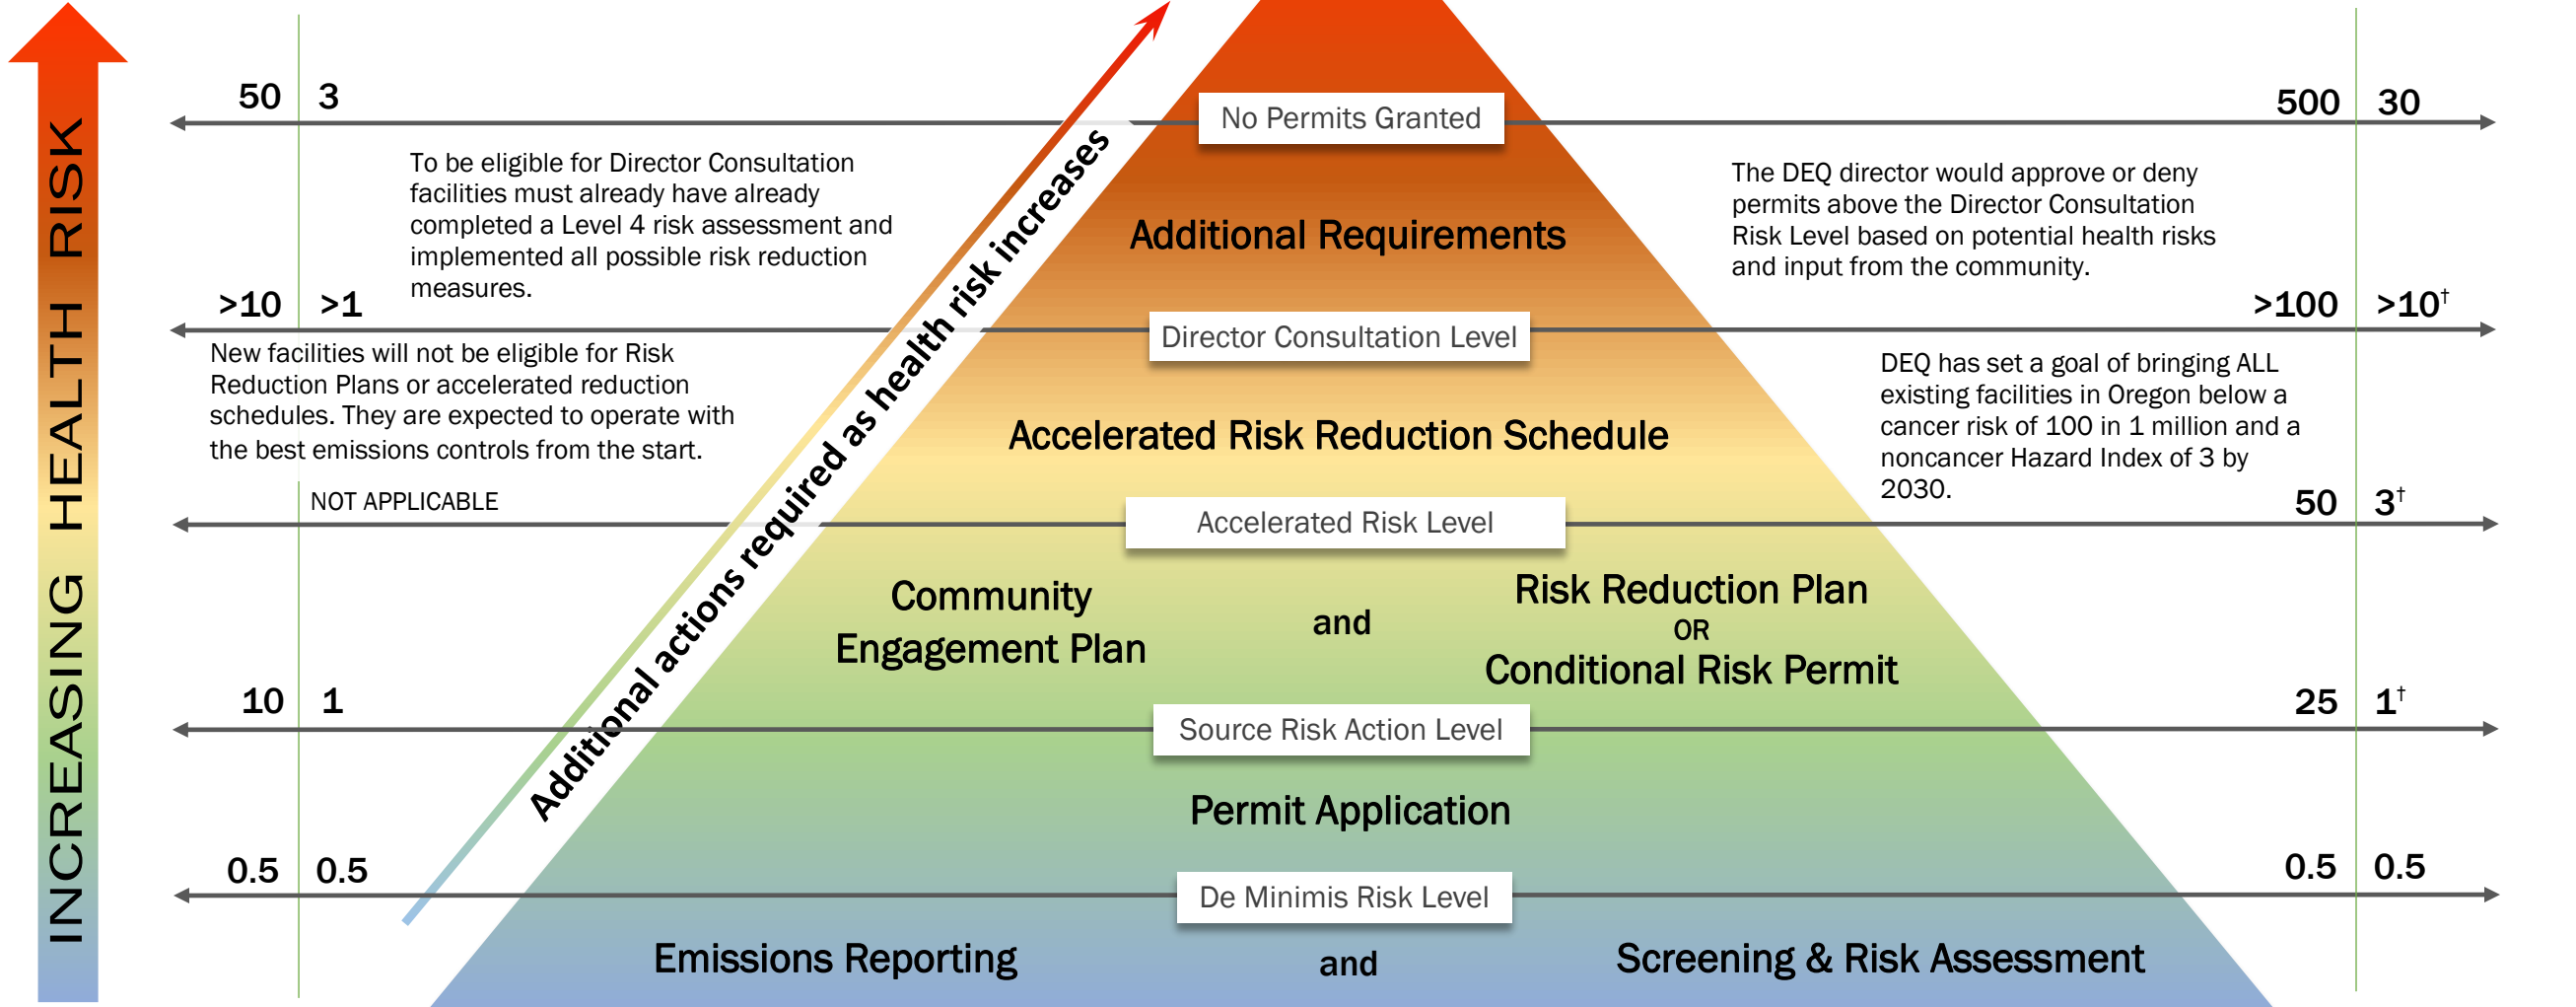 INCREASING HEALTH RISK
Additional actions required as health risk increases
50 3
No Permits Granted
500 30
To be eligible for Director Consultation
facilities must already have already
completed a Level 4 risk assessment and
implemented all possible risk reduction
measures.
Additional Requirements
The DEQ director would approve or deny
permits above the Director Consultation
Risk Level based on potential health risks
and input from the community.
>10 >1
Director Consultation Level
>100 >10†
New facilities will not be eligible for Risk
Reduction Plans or accelerated reduction
schedules. They are expected to operate with
the best emissions controls from the start.
Accelerated Risk Reduction Schedule
DEQ has set a goal of bringing ALL
existing facilities in Oregon below a
cancer risk of 100 in 1 million and a
noncancer Hazard Index of 3 by
2030.
NOT APPLICABLE
Accelerated Risk Level
50 3†
Community
Engagement Plan
and
Risk Reduction Plan
OR
Conditional Risk Permit
10 1
Source Risk Action Level
25 1†
Permit Application
0.5 0.5
De Minimis Risk Level
0.5 0.5
Emissions Reporting
and
Screening & Risk Assessment